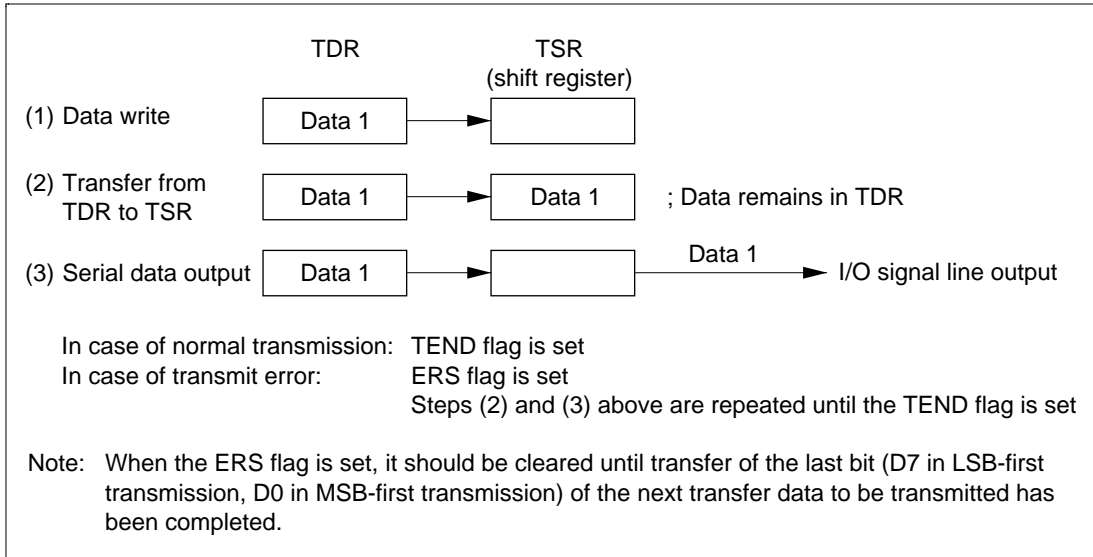 TDR TSR
(shift register)
(1) Data write Data 1
(2) Transfer from
TDR to TSR Data 1 Data 1 ; Data remains in TDR
(3) Serial data output Data 1 Data 1 I/O signal line output
In case of normal transmission: TEND flag is set
In case of transmit error: ERS flag is set
Steps (2) and (3) above are repeated until the TEND flag is set
Note: When the ERS flag is set, it should be cleared until transfer of the last bit (D7 in LSB-first
transmission, D0 in MSB-first transmission) of the next transfer data to be transmitted has
been completed.